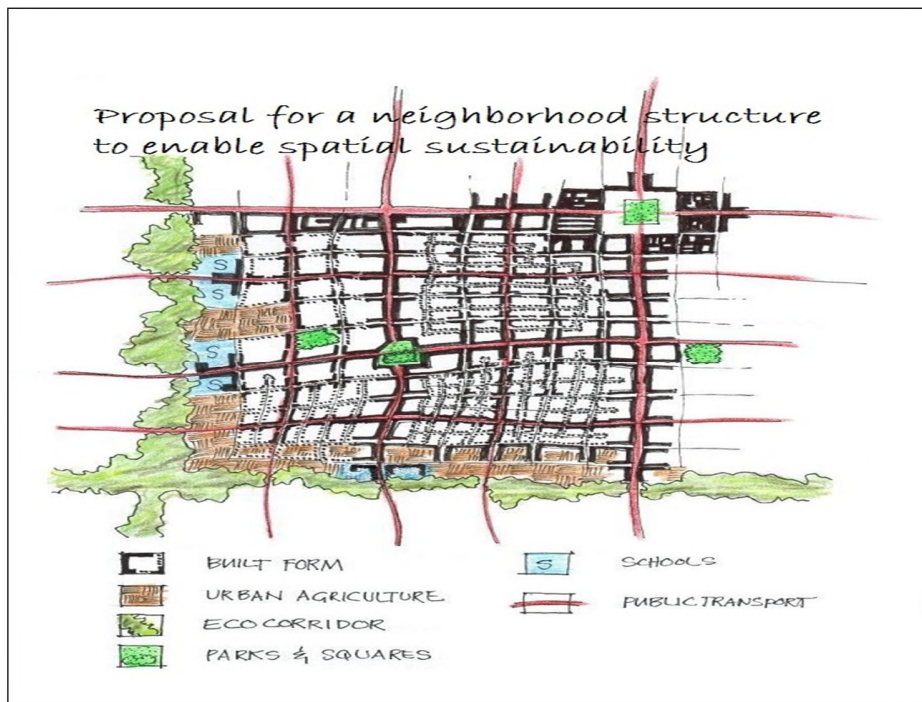 Proposal for a neighborhood structure
to enable spatial sustainability
S
S
S
S
BUILT FORM
URBAN AGRICULTURE
ECO CORRIDOR
PARKS & SQUARES
S SCHOOLS
PUBLIC TRANSPORT